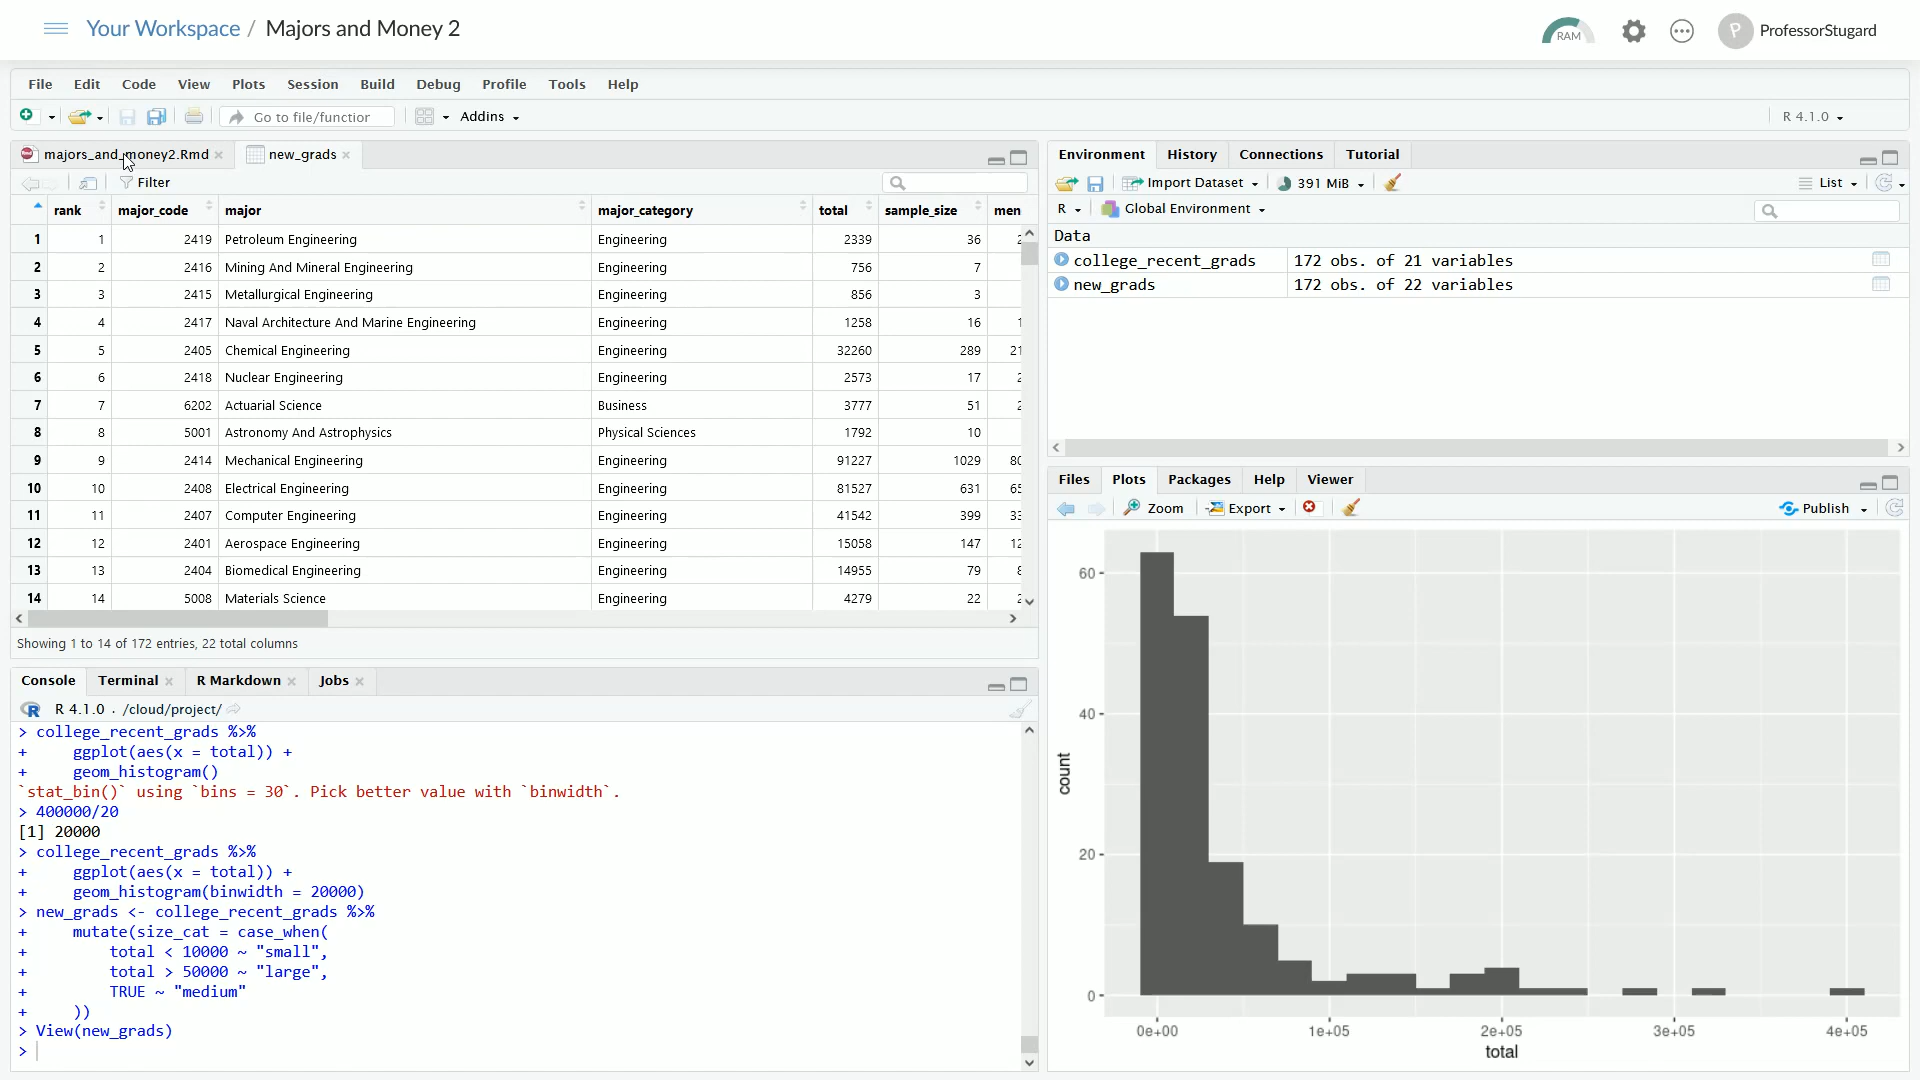 Your Workspace / Majors and Money 2
RAM
P ProfessorStugard
File Edit Code View Plots Session Build Debug Profile Tools Help
Go to file/function Addins
R 4.1.0
majors_and_money2.Rmd new_grads
Filter
rank major_code major major_category total sample_size men
1 1 2419 Petroleum Engineering Engineering 2339 36 2
2 2 2416 Mining And Mineral Engineering Engineering 756 7
3 3 2415 Metallurgical Engineering Engineering 856 3
4 4 2417 Naval Architecture And Marine Engineering Engineering 1258 16 1
5 5 2405 Chemical Engineering Engineering 32260 289 21
6 6 2418 Nuclear Engineering Engineering 2573 17 2
7 7 6202 Actuarial Science Business 3777 51 2
8 8 5001 Astronomy And Astrophysics Physical Sciences 1792 10
9 9 2414 Mechanical Engineering Engineering 91227 1029 80
10 10 2408 Electrical Engineering Engineering 81527 631 65
11 11 2407 Computer Engineering Engineering 41542 399 33
12 12 2401 Aerospace Engineering Engineering 15058 147 12
13 13 2404 Biomedical Engineering Engineering 14955 79 8
14 14 5008 Materials Science Engineering 4279 22 2
Showing 1 to 14 of 172 entries, 22 total columns
Console Terminal R Markdown Jobs
R 4.1.0 . /cloud/project/
> college_recent_grads %>%
+ ggplot(aes(x = total)) +
+ geom_histogram()
`stat_bin()` using `bins = 30`. Pick better value with `binwidth`.
> 400000/20
[1] 20000
> college_recent_grads %>%
+ ggplot(aes(x = total)) +
+ geom_histogram(binwidth = 20000)
> new_grads <- college_recent_grads %>%
+ mutate(size_cat = case_when(
+ total < 10000 ~ "small",
+ total > 50000 ~ "large",
+ TRUE ~ "medium"
+ ))
> View(new_grads)
>
Environment History Connections Tutorial
Import Dataset 391 MiB List
R Global Environment
Data
college_recent_grads 172 obs. of 21 variables
new_grads 172 obs. of 22 variables
Files Plots Packages Help Viewer
Zoom Export Publish
60
40
20
0
count
0e+00 1e+05 2e+05 3e+05 4e+05
total